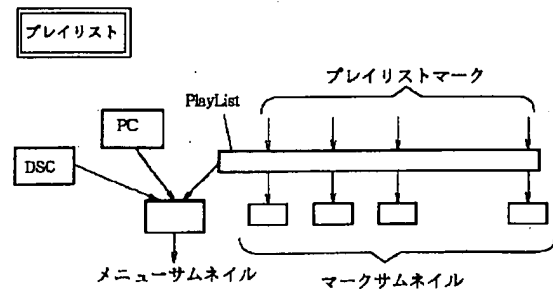 プレイリスト
プレイリストマーク
PlayList
PC
DSC
メニューサムネイル
マークサムネイル